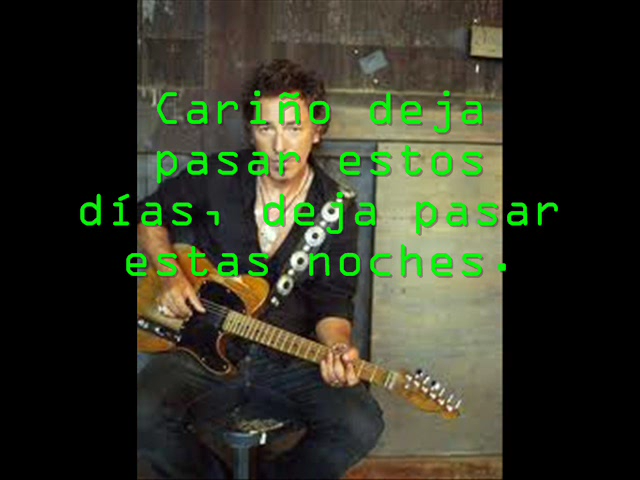 Cariño deja
pasar estos
días, deja pasar
estas noches.